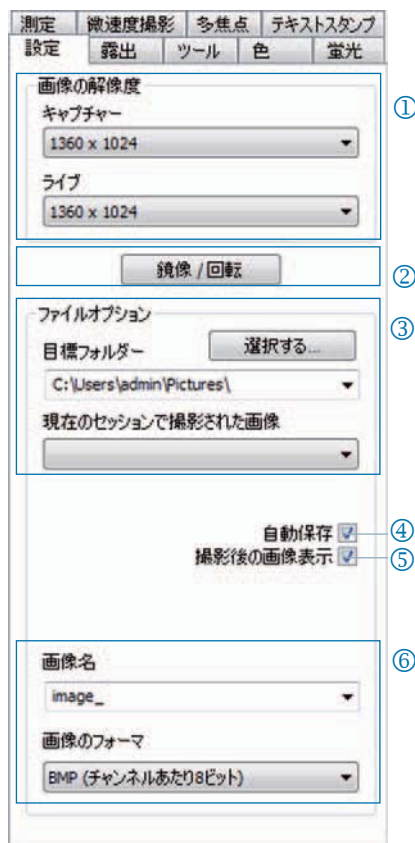 測定 微速度撮影 多焦点 テキストスタンプ
設定 露出 ツール 色 蛍光
画像の解像度
キャプチャー
1360 x 1024
ライブ
1360 x 1024
①
鏡像 / 回転
②
ファイルオプション
③
目標フォルダー 選択する...
C:\Users\admin\Pictures\
現在のセッションで撮影された画像
自動保存 ④
撮影後の画像表示 ⑤
画像名
⑥
image_
画像のフォーマ
BMP (チャンネルあたり8ビット)